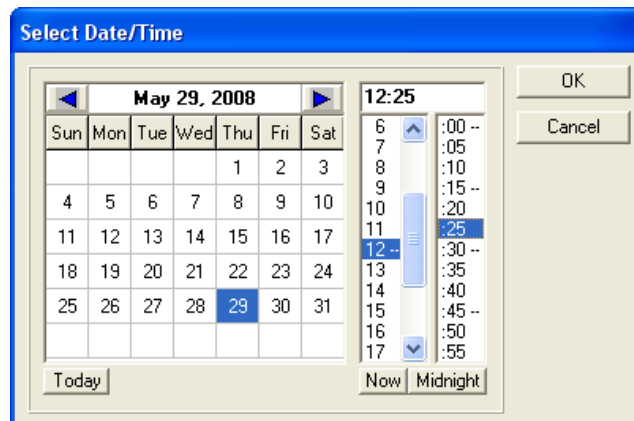 Select Date/Time
May 29, 2008
Sun Mon Tue Wed Thu Fri Sat
1 2 3
4 5 6 7 8 9 10
11 12 13 14 15 16 17
18 19 20 21 22 23 24
25 26 27 28 29 30 31
Today
12:25
6 :00 --
7 :05
8 :10
9 :15 --
10 :20
11 :25
12 -- :30 --
13 :35
14 :40
15 :45 --
16 :50
17 :55
Now Midnight
OK
Cancel